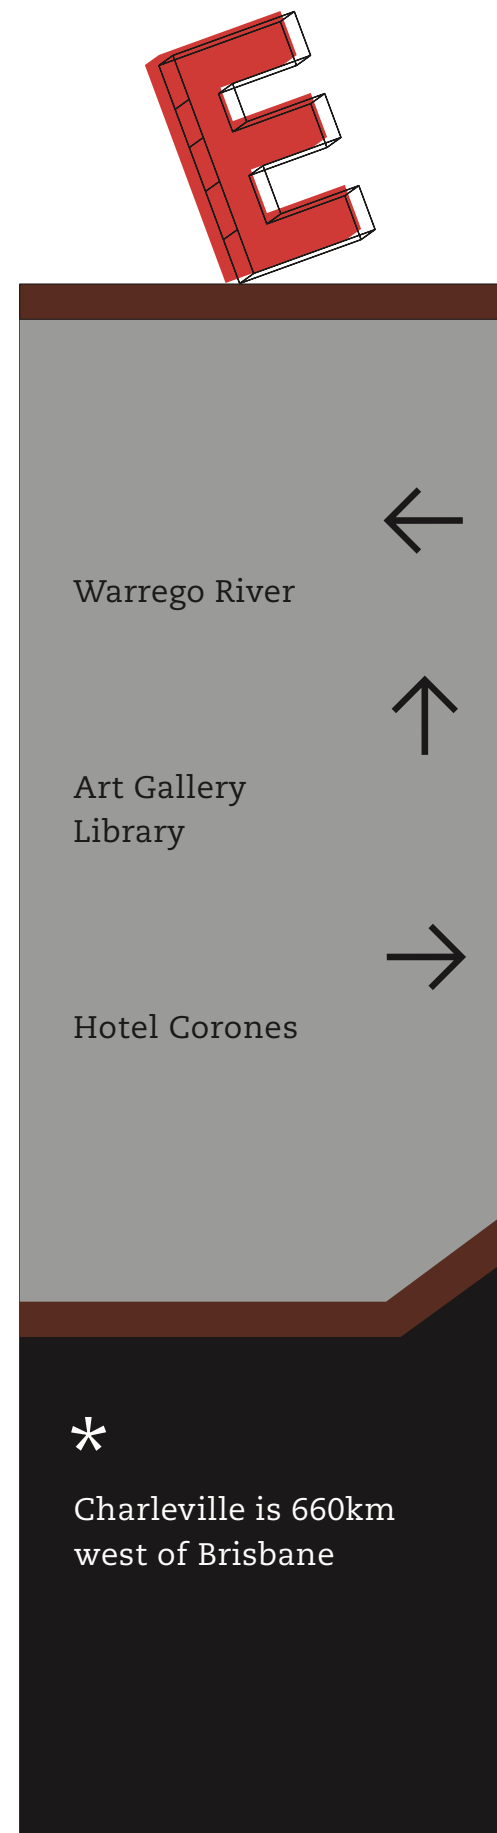 E
←
Warrego River
↑
Art Gallery
Library
→
Hotel Corones
*
Charleville is 660km
west of Brisbane